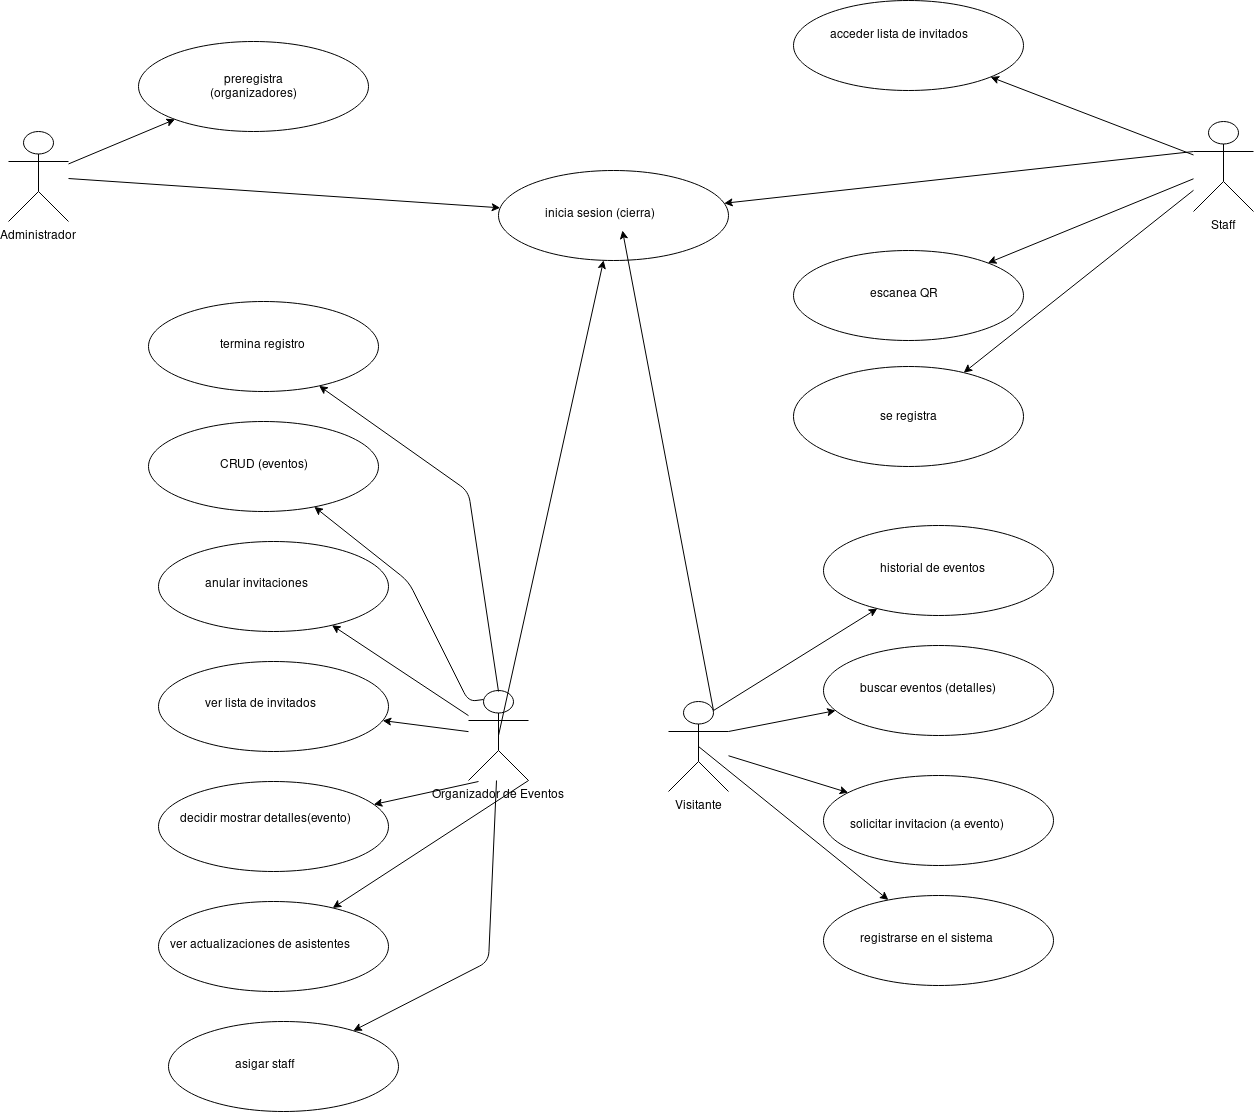 acceder lista de invitados
preregistra
(organizadores)
Administrador
inicia sesion (cierra)
Staff
escanea QR
termina registro
se registra
CRUD (eventos)
anular invitaciones
historial de eventos
ver lista de invitados
buscar eventos (detalles)
Organizador de Eventos
Visitante
decidir mostrar detalles(evento)
solicitar invitacion (a evento)
ver actualizaciones de asistentes
registrarse en el sistema
asigar staff